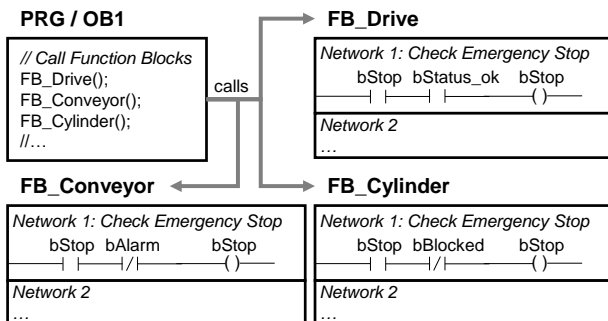 PRG / OB1
// Call Function Blocks
FB_Drive();
FB_Conveyor();
FB_Cylinder();
//…
calls
FB_Drive
Network 1: Check Emergency Stop
bStop bStatus_ok bStop
Network 2
…
FB_Conveyor
Network 1: Check Emergency Stop
bStop bAlarm bStop
Network 2
…
FB_Cylinder
Network 1: Check Emergency Stop
bStop bBlocked bStop
Network 2
…